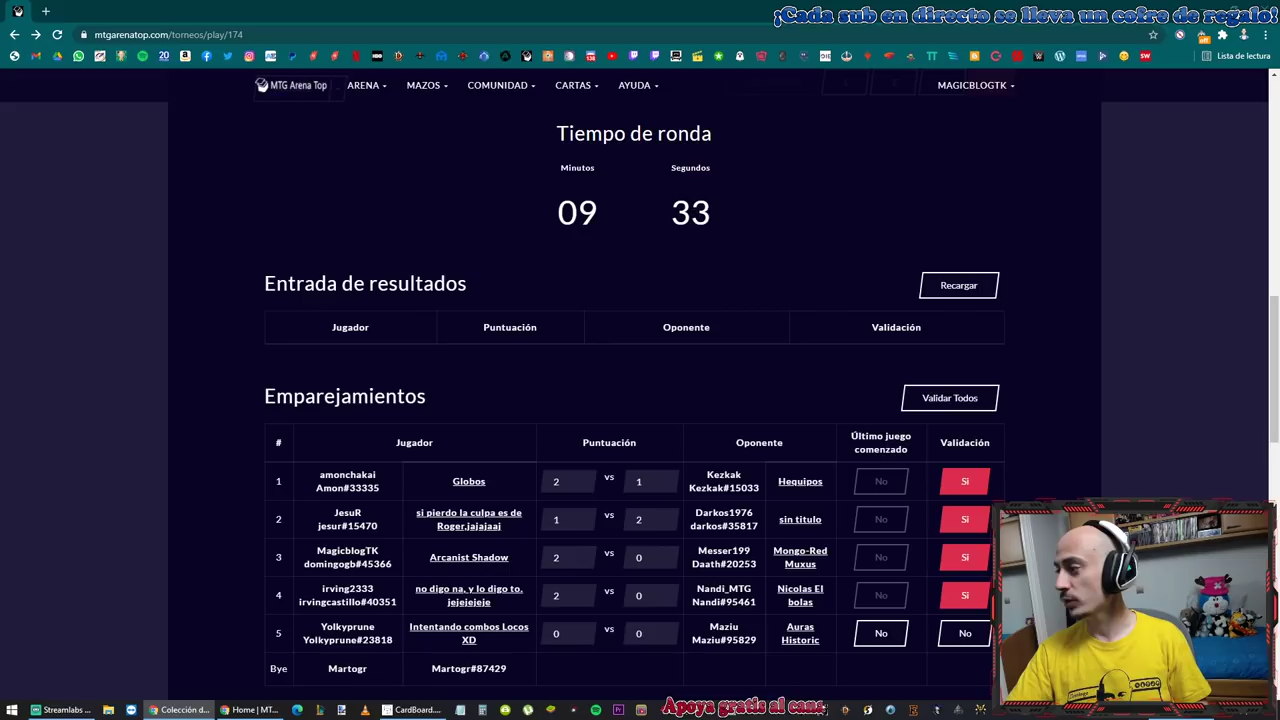 ¡Cada sub en directo se lleva un cofre de regalo!
mtgarenatop.com/torneos/play/174
Lista de lectura
MTG Arena Top ARENA MAZOS COMUNIDAD CARTAS AYUDA MAGICBLOGTK
Tiempo de ronda
Minutos Segundos
09 33
Entrada de resultados Recargar
Jugador Puntuación Oponente Validación
Emparejamientos Validar Todos
# Jugador Puntuación Oponente Último juego comenzado Validación
1 amonchakai Amon#33335 Globos 2 vs 1 Kezkak Kezkak#15033 Hequipos No Si
2 JesuR jesur#15470 si pierdo la culpa es de Roger,jajajaaj 1 vs 2 Darkos1976 darkos#35817 sin titulo No Si
3 MagicblogTK domingogb#45366 Arcanist Shadow 2 vs 0 Messer199 Daath#20253 Mongo-Red Muxus No Si
4 irving2333 irvingcastillo#40351 no digo na, y lo digo to. jejejejeje 2 vs 0 Nandi_MTG Nandi#95461 Nicolas El bolas No Si
5 Yolkyprune Yolkyprune#23818 Intentando combos Locos XD 0 vs 0 Maziu Maziu#95829 Auras Historic No No
Bye Martogr Martogr#87429
Streamlabs Colección d... Home | MT... CardBoard
Apoya gratis al cana